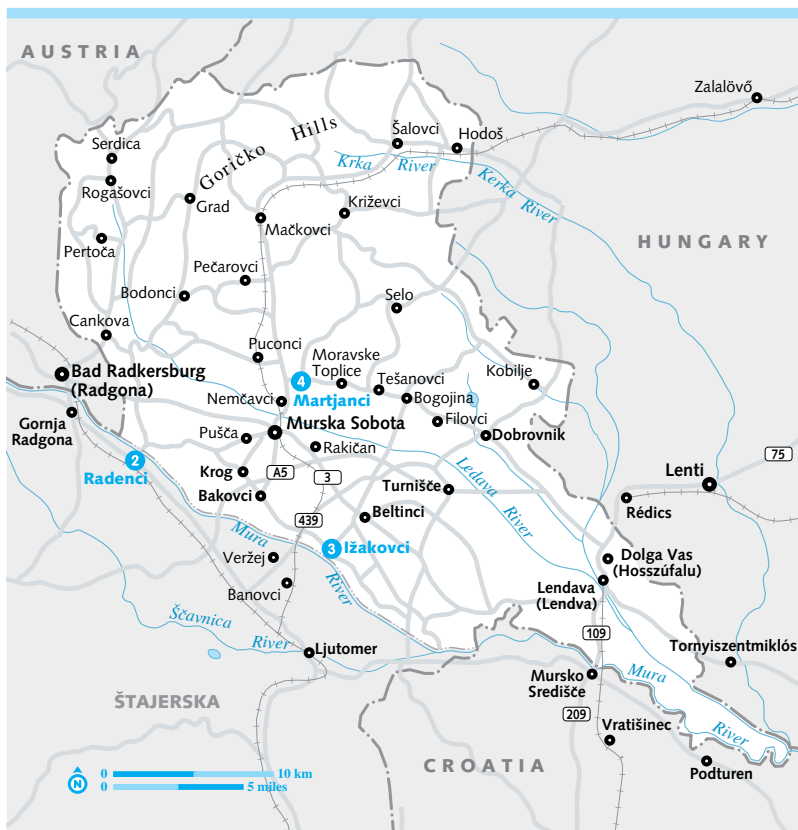 AUSTRIA
Zalalövő
Goričko Hills
Šalovci
Hodoš
Serdica
Krka River
Kerka River
Rogašovci
Grad
Križevci
Mačkovci
HUNGARY
Pertoča
Pečarovci
Bodonci
Selo
Cankova
Puconci
Moravske
Toplice
Kobilje
Bad Radkersburg
(Radgona)
4
Martjanci
Tešanovci
Nemčavci
Bogojina
Gornja
Radgona
Murska Sobota
Filovci
Pušča
Dobrovnik
Rakičan
2
Radenci
75
Lenti
Krog
A5
3
Turnišče
Ledava River
Bakovci
Rédics
439
Beltinci
Mura River
3
Ižakovci
Veržej
Dolga Vas
(Hosszúfalu)
Banovci
Lendava
(Lendva)
Ščavnica River
Ljutomer
109
Tornyiszentmiklós
Mursko
Središče
Mura River
ŠTAJERSKA
209
Vratišinec
CROATIA
Podturen
N
0 10 km
0 5 miles